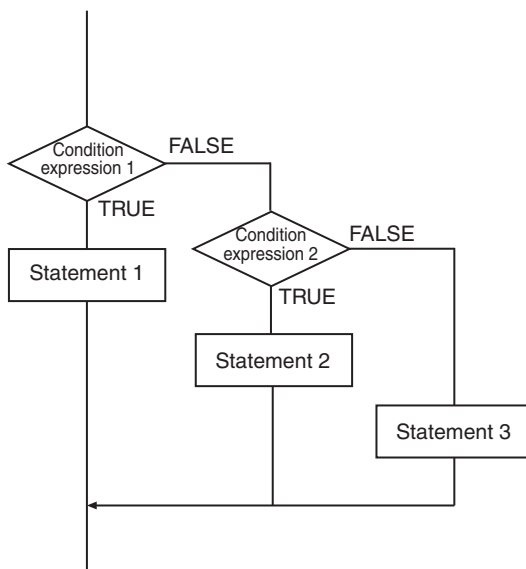 Condition
expression 1
FALSE
TRUE
Statement 1
Condition
expression 2
FALSE
TRUE
Statement 2
Statement 3